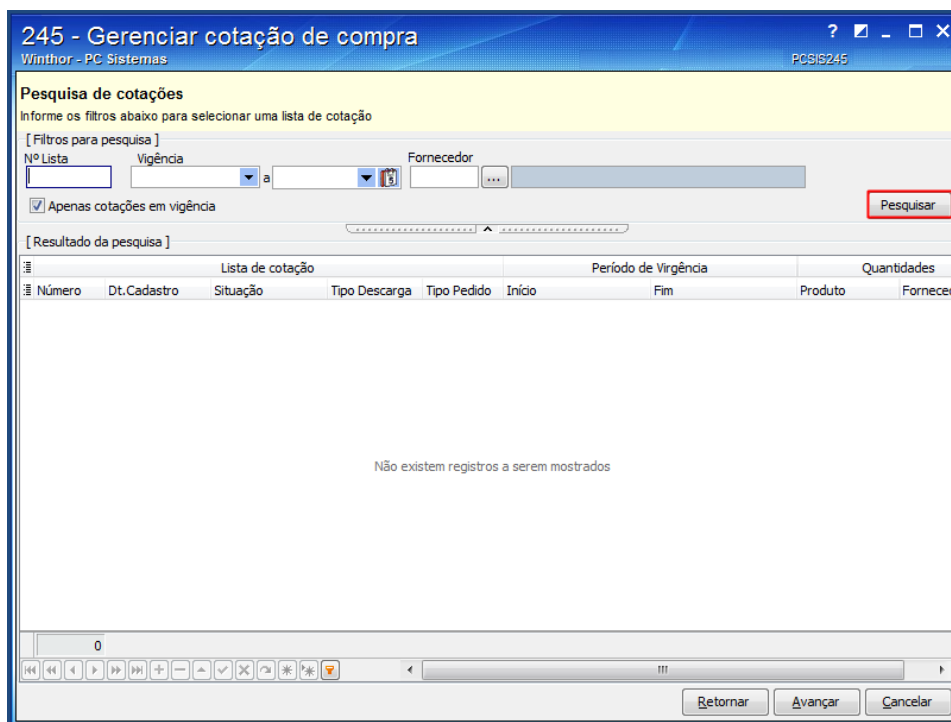 245 - Gerenciar cotação de compra
Winthor - PC Sistemas
PCSIS245
Pesquisa de cotações
Informe os filtros abaixo para selecionar uma lista de cotação
[ Filtros para pesquisa ]
Nº Lista Vigência Fornecedor
a ...
Apenas cotações em vigência
Pesquisar
[ Resultado da pesquisa ]
Lista de cotação Período de Virgência Quantidades
Número Dt.Cadastro Situação Tipo Descarga Tipo Pedido Início Fim Produto Fornece
Não existem registros a serem mostrados
0
Retornar Avançar Cancelar